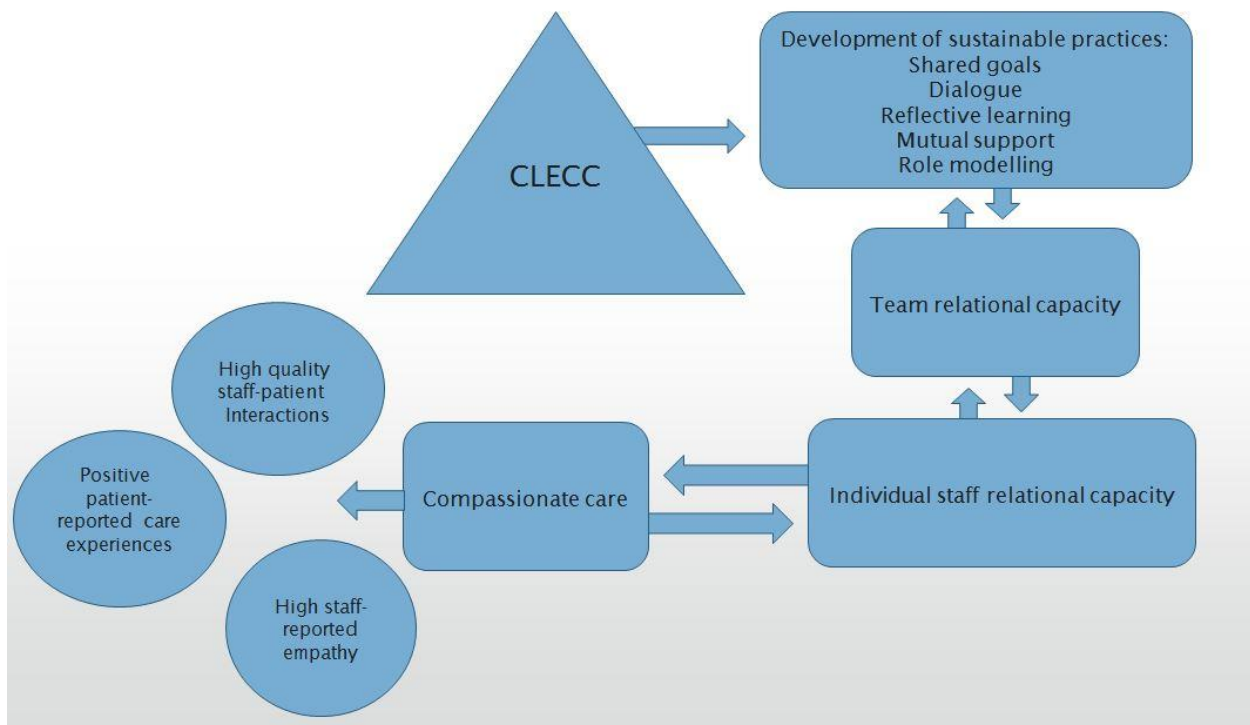 CLECC
Development of sustainable practices:
Shared goals
Dialogue
Reflective learning
Mutual support
Role modelling
Team relational capacity
Individual staff relational capacity
Compassionate care
High quality
staff-patient
Interactions
Positive
patient-
reported care
experiences
High staff-
reported
empathy